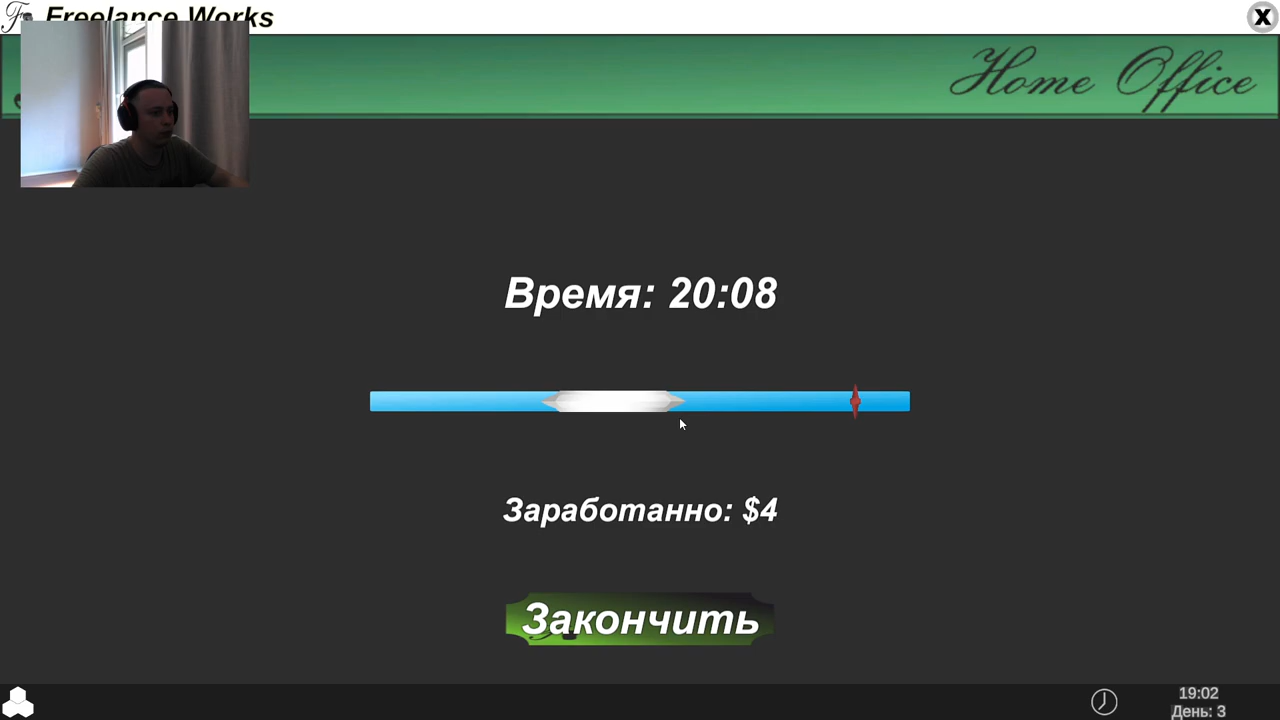 Freelance Works
X
Home Office
Время: 20:08
Заработанно: $4
Закончить
19:02
День: 3